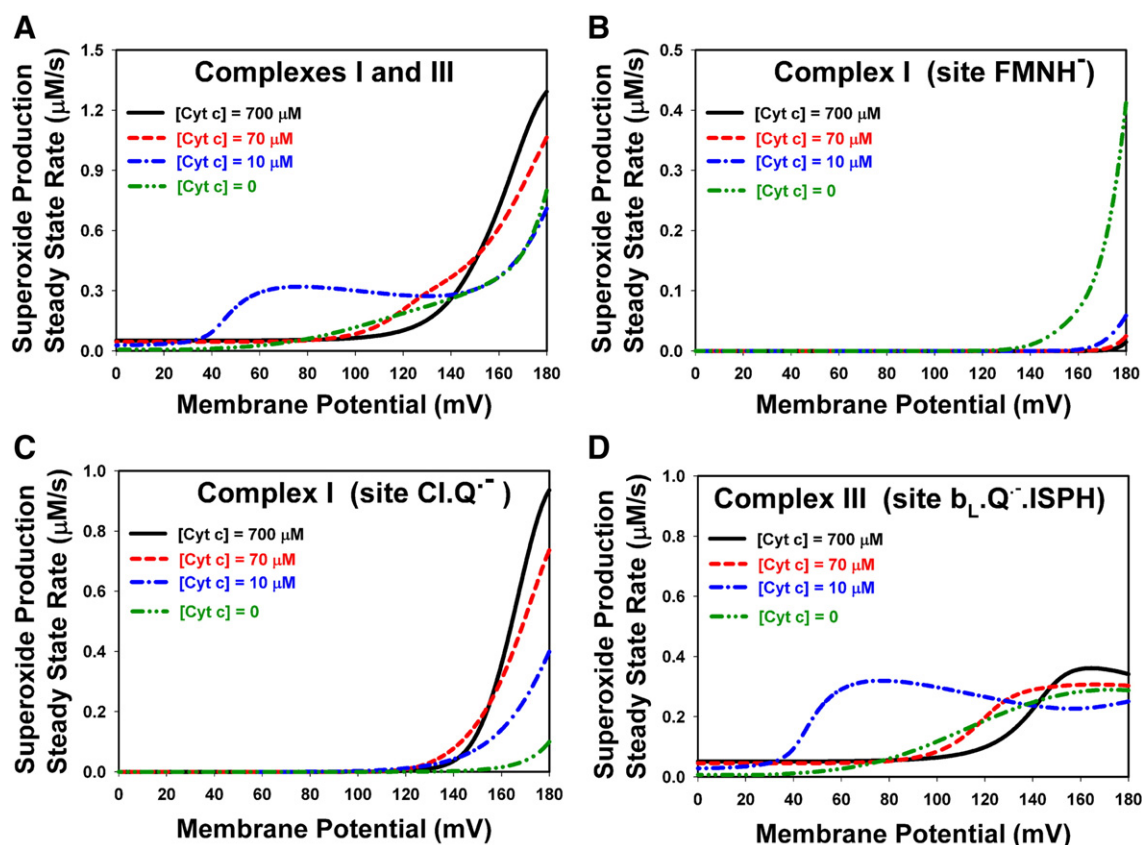 A
Superoxide Production
Steady State Rate (μM/s)
1.5
1.2
0.9
0.6
0.3
0.0
Complexes I and III
[Cyt c] = 700 μM
[Cyt c] = 70 μM
[Cyt c] = 10 μM
[Cyt c] = 0
0 20 40 60 80 100 120 140 160 180
Membrane Potential (mV)
B
Superoxide Production
Steady State Rate (μM/s)
0.5
0.4
0.3
0.2
0.1
0.0
Complex I (site FMNH⁻)
[Cyt c] = 700 μM
[Cyt c] = 70 μM
[Cyt c] = 10 μM
[Cyt c] = 0
0 20 40 60 80 100 120 140 160 180
Membrane Potential (mV)
C
Superoxide Production
Steady State Rate (μM/s)
1.0
0.8
0.6
0.4
0.2
0.0
Complex I (site CI.Q·⁻ )
[Cyt c] = 700 μM
[Cyt c] = 70 μM
[Cyt c] = 10 μM
[Cyt c] = 0
0 20 40 60 80 100 120 140 160 180
Membrane Potential (mV)
D
Superoxide Production
Steady State Rate (μM/s)
1.0
0.8
0.6
0.4
0.2
0.0
Complex III (site b_L.Q·⁻.ISPH)
[Cyt c] = 700 μM
[Cyt c] = 70 μM
[Cyt c] = 10 μM
[Cyt c] = 0
0 20 40 60 80 100 120 140 160 180
Membrane Potential (mV)